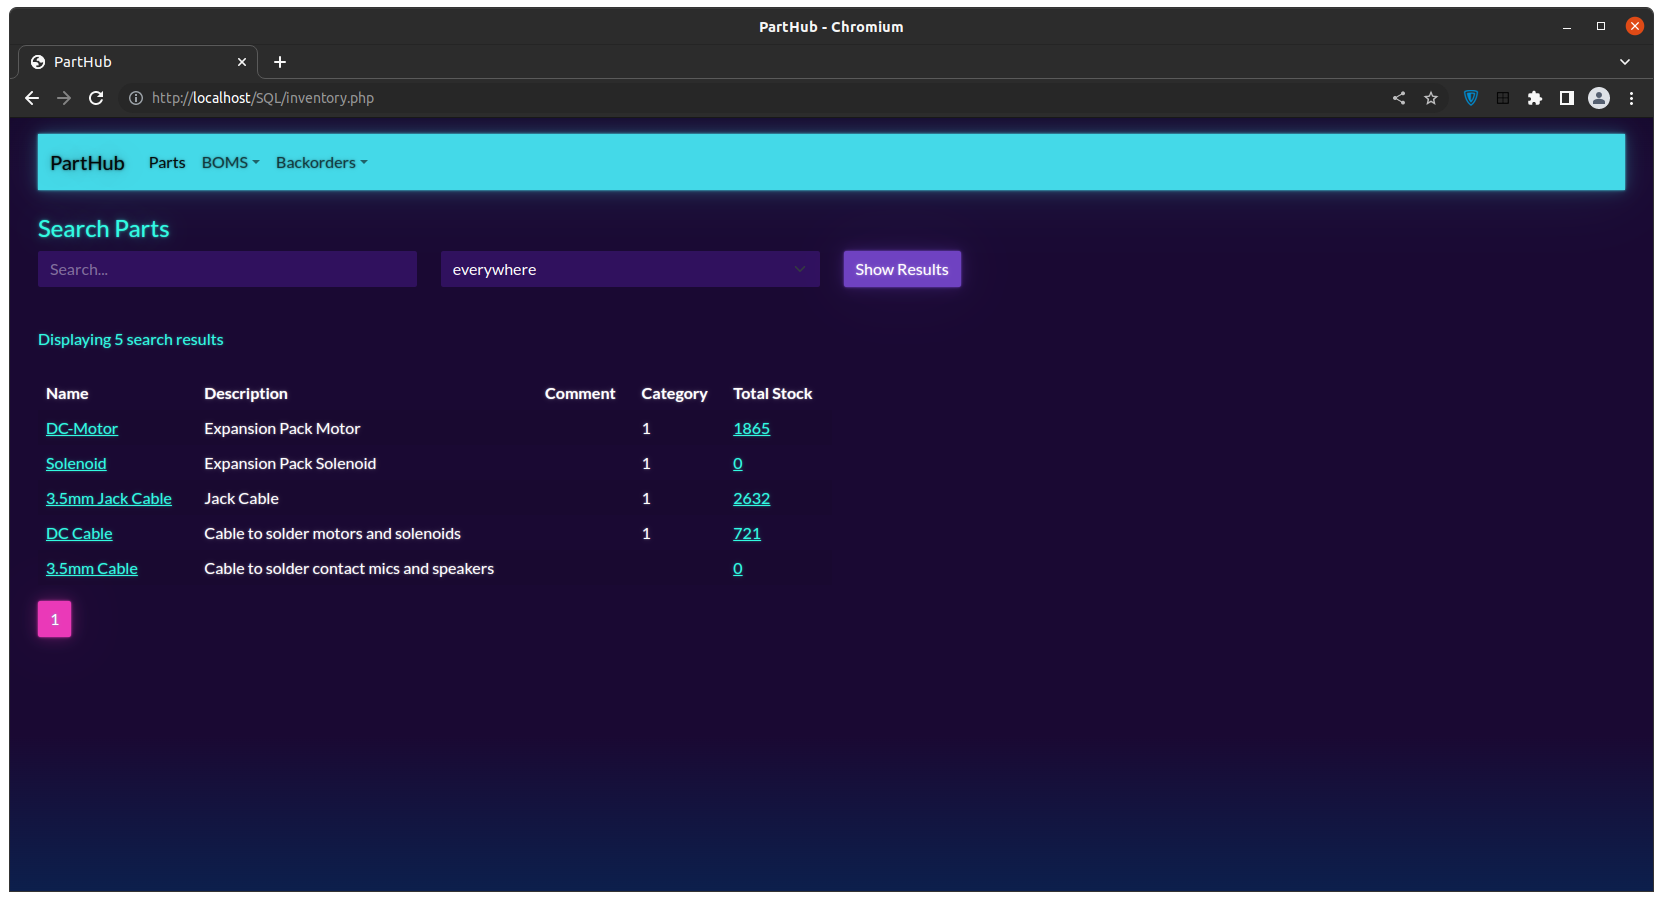 PartHub - Chromium
PartHub
http://localhost/SQL/inventory.php
PartHub Parts BOMS Backorders
Search Parts
Search... everywhere Show Results
Displaying 5 search results
Name Description Comment Category Total Stock
DC-Motor Expansion Pack Motor 1 1865
Solenoid Expansion Pack Solenoid 1 0
3.5mm Jack Cable Jack Cable 1 2632
DC Cable Cable to solder motors and solenoids 1 721
3.5mm Cable Cable to solder contact mics and speakers 0
1